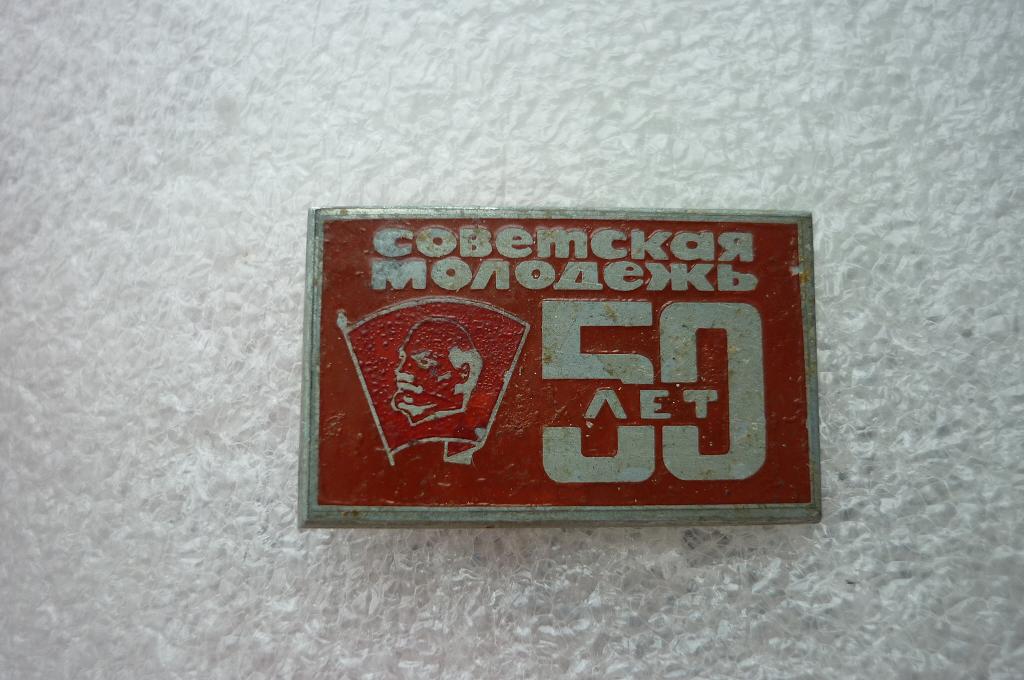 советская
молодежь
50
ЛЕТ